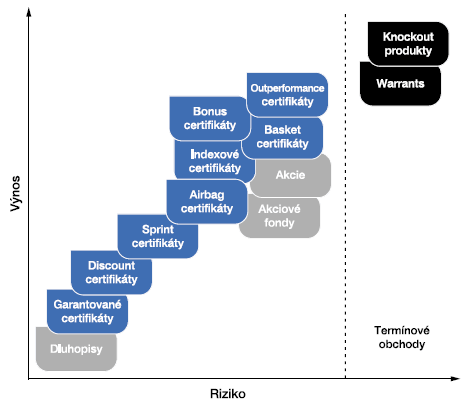 Výnos
Knockout
produkty
Warrants
Outperformance
certifikáty
Bonus
certifikáty
Basket
certifikáty
Indexové
certifikáty
Akcie
Airbag
certifikáty
Akciové
fondy
Sprint
certifikáty
Discount
certifikáty
Garantované
certifikáty
Dluhopisy
Termínové
obchody
Riziko